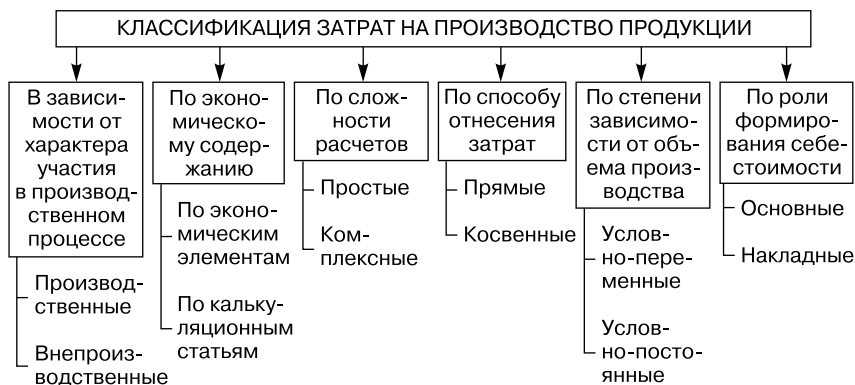 КЛАССИФИКАЦИЯ ЗАТРАТ НА ПРОИЗВОДСТВО ПРОДУКЦИИ
В зависи-
мости от
характера
участия
в производ-
ственном
процессе
Производ-
ственные
Внепроиз-
водственные
По эконо-
мическо-
му содер-
жанию
По эконо-
мическим
элементам
По кальку-
ляционным
статьям
По слож-
ности
расчетов
Простые
Ком-
плексные
По способу
отнесения
затрат
Прямые
Косвенные
По степени
зависи-
мости от объ-
ема произ-
водства
Услов-
но-пере-
менные
Услов-
но-посто-
янные
По роли
формиро-
вания себе-
стоимости
Основные
Накладные